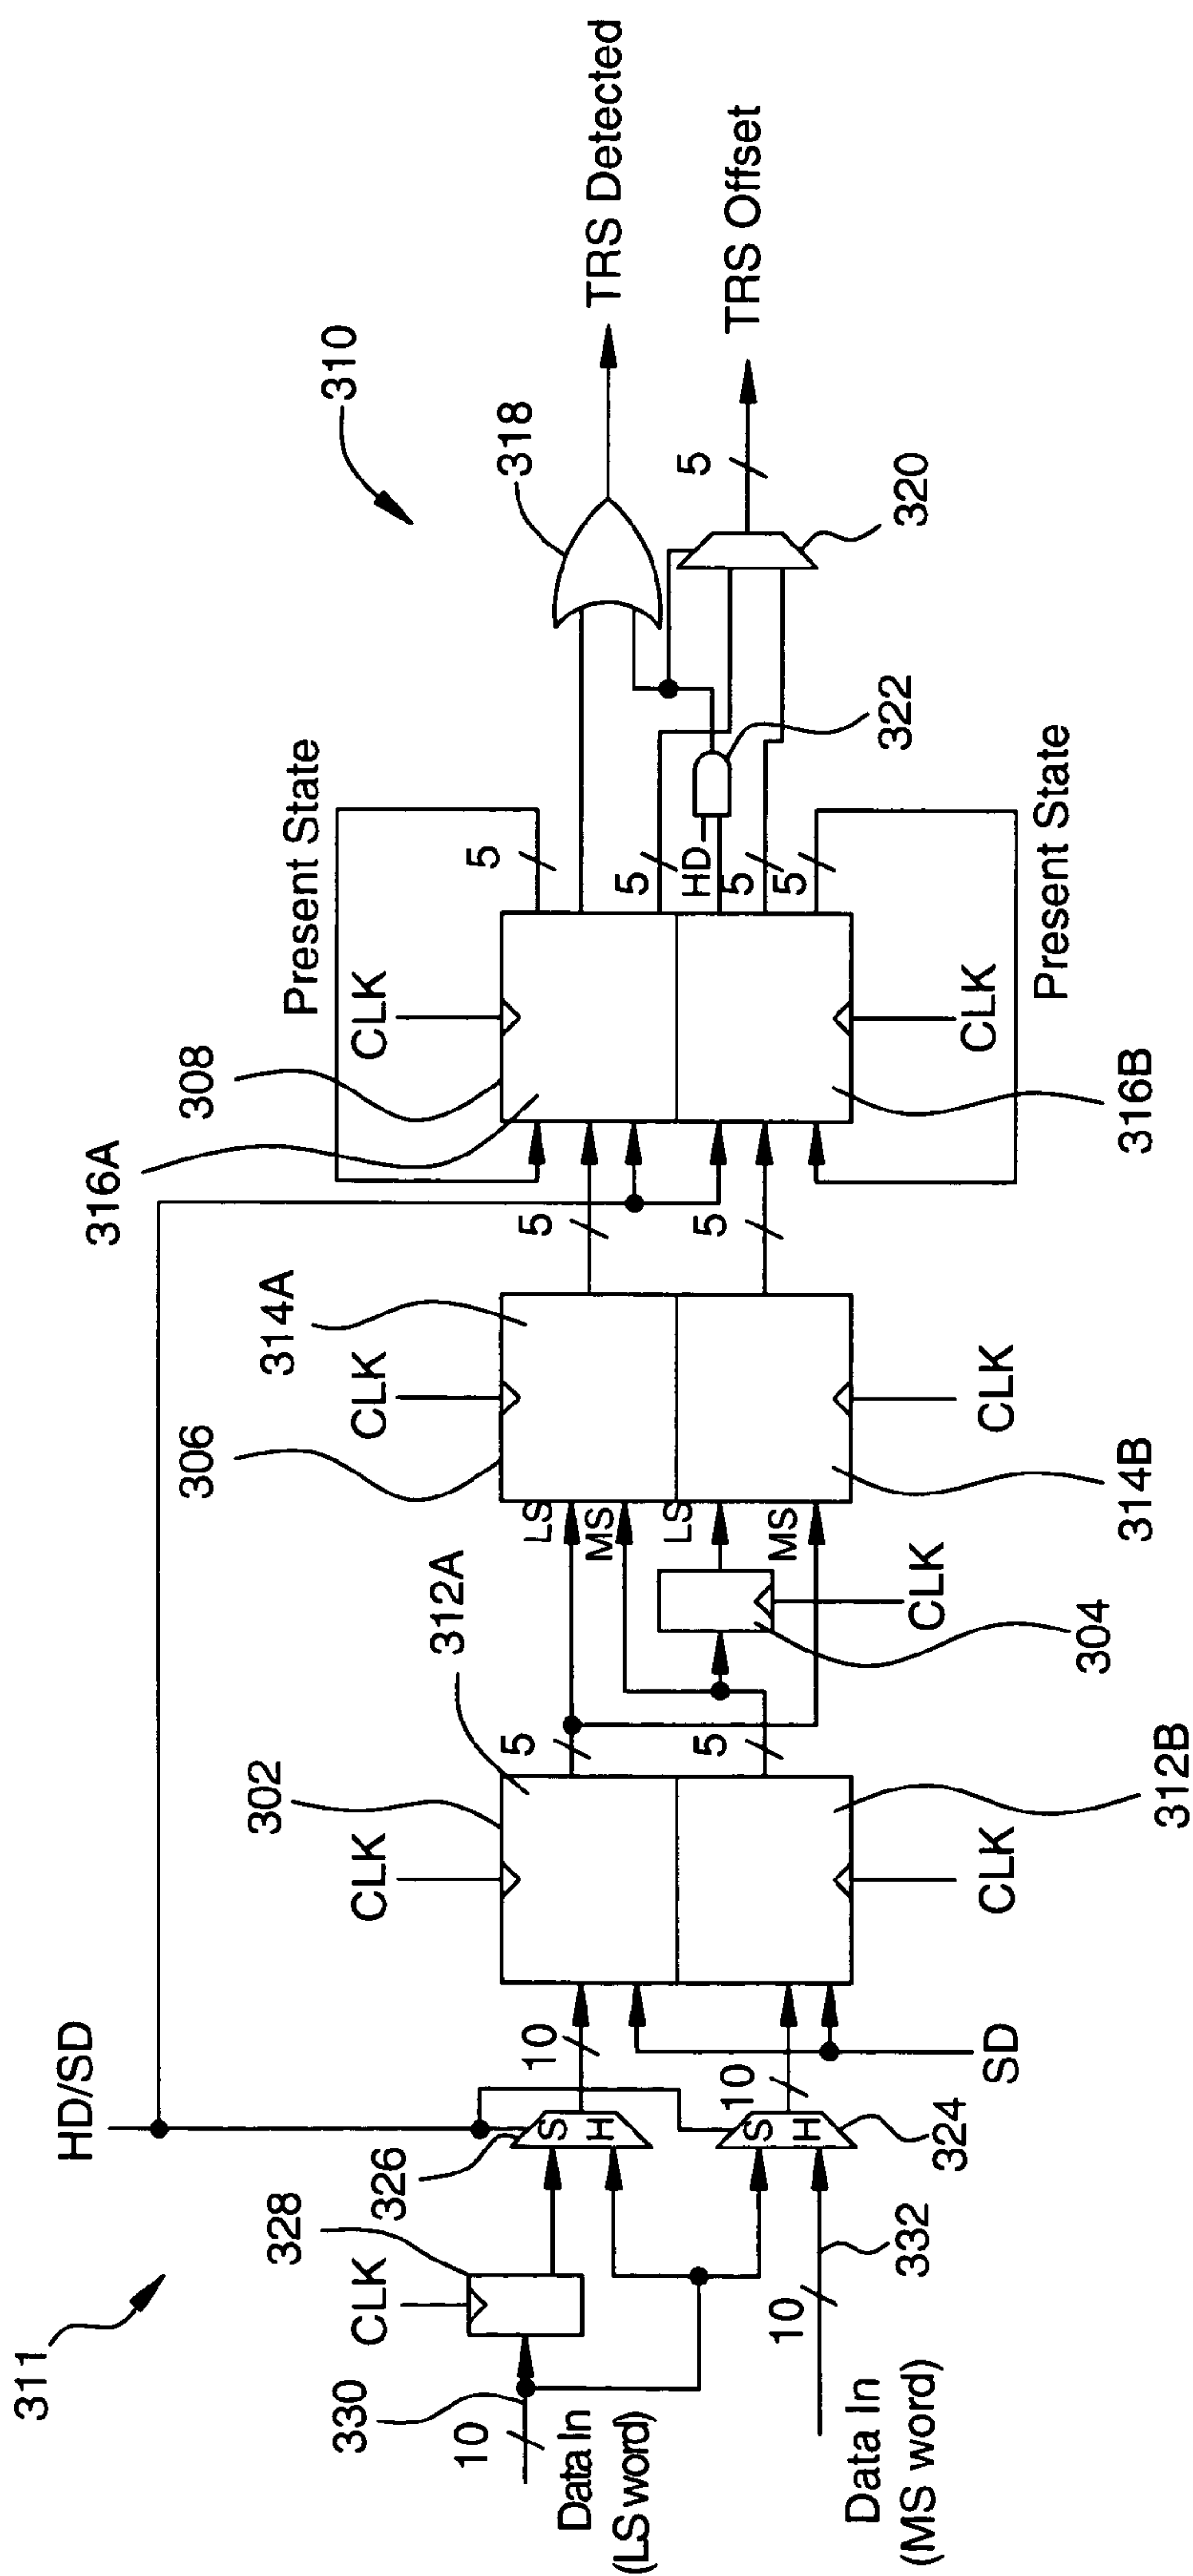 311
HD/SD
310
328
CLK
326
S
H
330
10
Data In
(LS word)
10
10
S
H
324
332
10
Data In
(MS word)
SD
302
CLK
312A
5
5
312B
CLK
304
CLK
306
CLK
314A
LS
MS
LS
MS
5
5
314B
CLK
316A
308
CLK
Present State
5
5
HD
5
5
316B
CLK
Present State
322
318
TRS Detected
5
320
TRS Offset